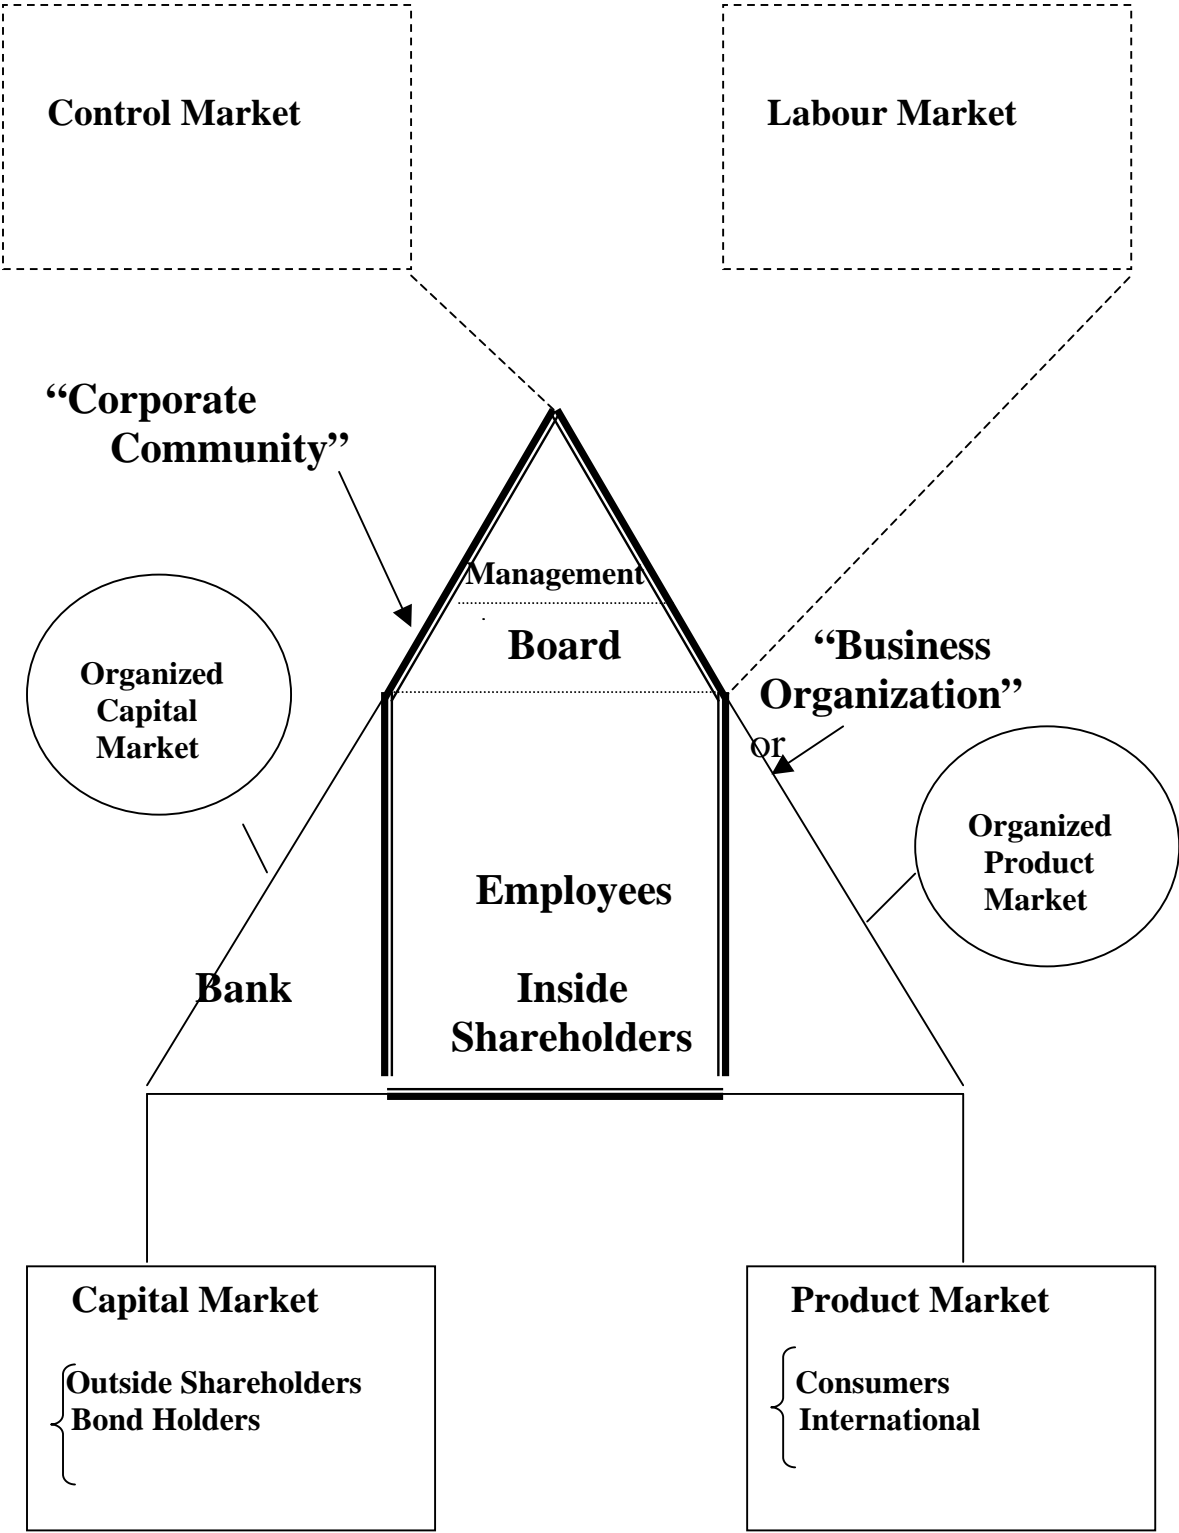 Control Market
Labour Market
“Corporate
Community”
Management
Board
“Business
Organization”
or
Organized
Capital
Market
Organized
Product
Market
Employees
Bank
Inside
Shareholders
Capital Market
Outside Shareholders
Bond Holders
Product Market
Consumers
International